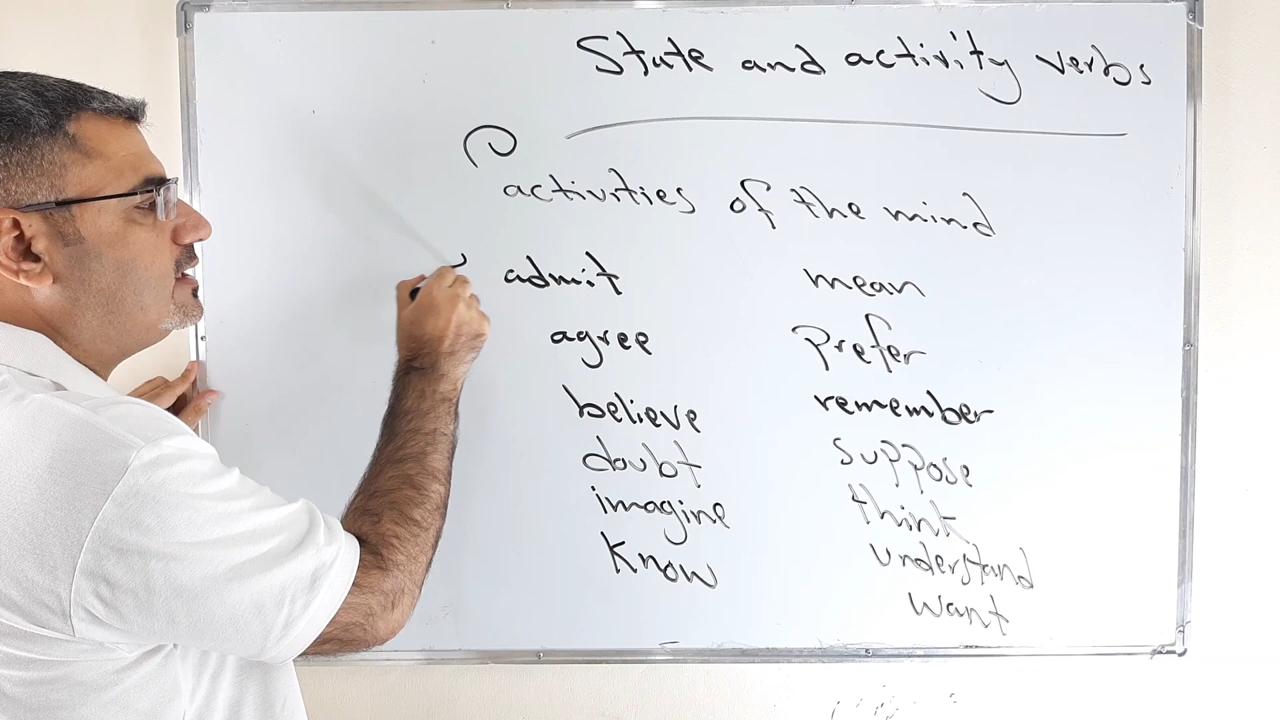 State and activity verbs
activities of the mind
admit
agree
believe
doubt
imagine
know
mean
prefer
remember
suppose
think
understand
want